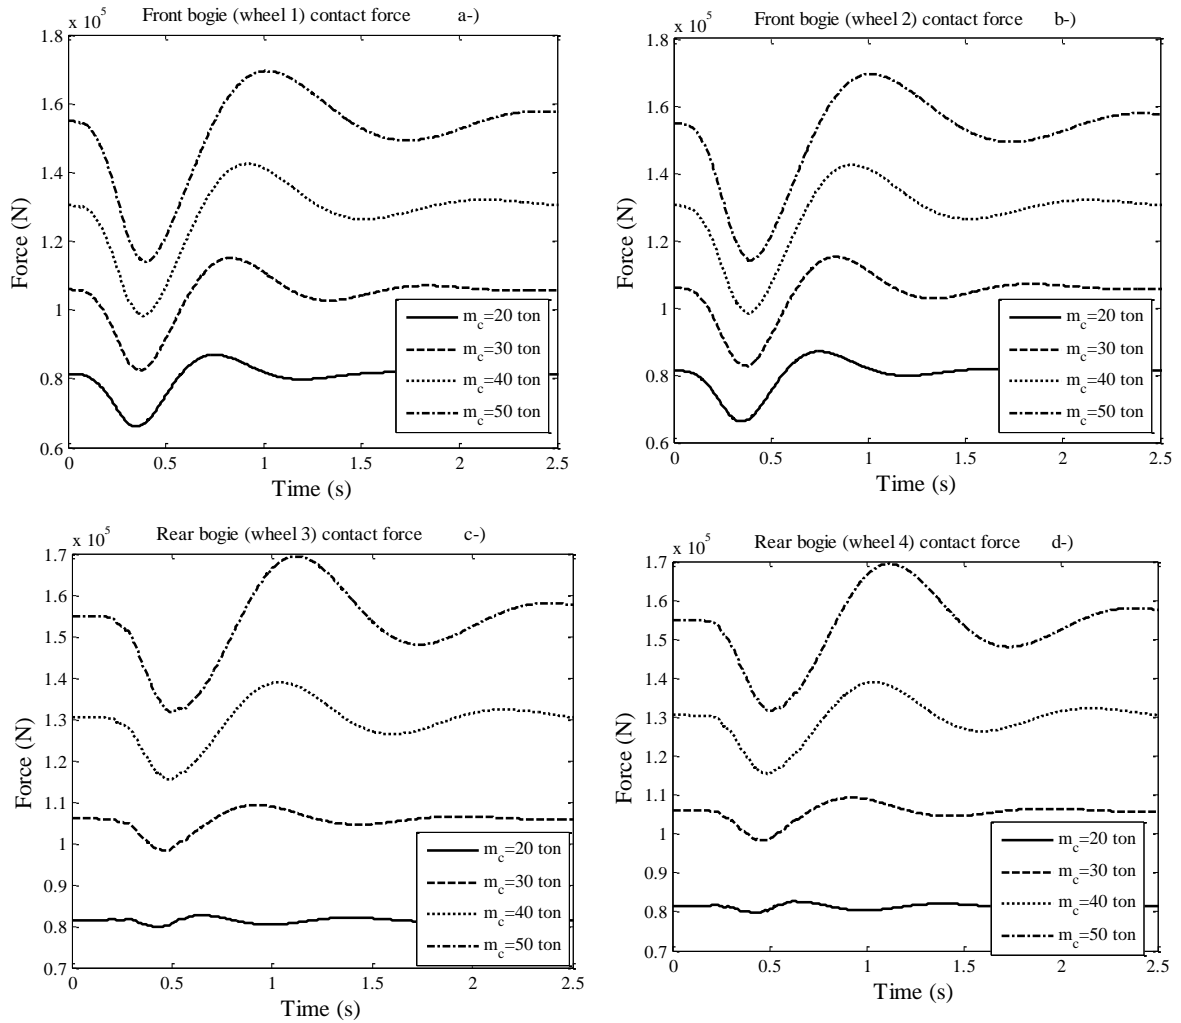 Front bogie (wheel 1) contact force a-)
x 10^5
1.8
1.6
1.4
1.2
1
0.8
0.6
Force (N)
m_c=20 ton
m_c=30 ton
m_c=40 ton
m_c=50 ton
0 0.5 1 1.5 2 2.5
Time (s)
Front bogie (wheel 2) contact force b-)
x 10^5
1.8
1.6
1.4
1.2
1
0.8
0.6
Force (N)
m_c=20 ton
m_c=30 ton
m_c=40 ton
m_c=50 ton
0 0.5 1 1.5 2 2.5
Time (s)
Rear bogie (wheel 3) contact force c-)
x 10^5
1.7
1.6
1.5
1.4
1.3
1.2
1.1
1
0.9
0.8
0.7
Force (N)
m_c=20 ton
m_c=30 ton
m_c=40 ton
m_c=50 ton
0 0.5 1 1.5 2 2.5
Time (s)
Rear bogie (wheel 4) contact force d-)
x 10^5
1.7
1.6
1.5
1.4
1.3
1.2
1.1
1
0.9
0.8
0.7
Force (N)
m_c=20 ton
m_c=30 ton
m_c=40 ton
m_c=50 ton
0 0.5 1 1.5 2 2.5
Time (s)